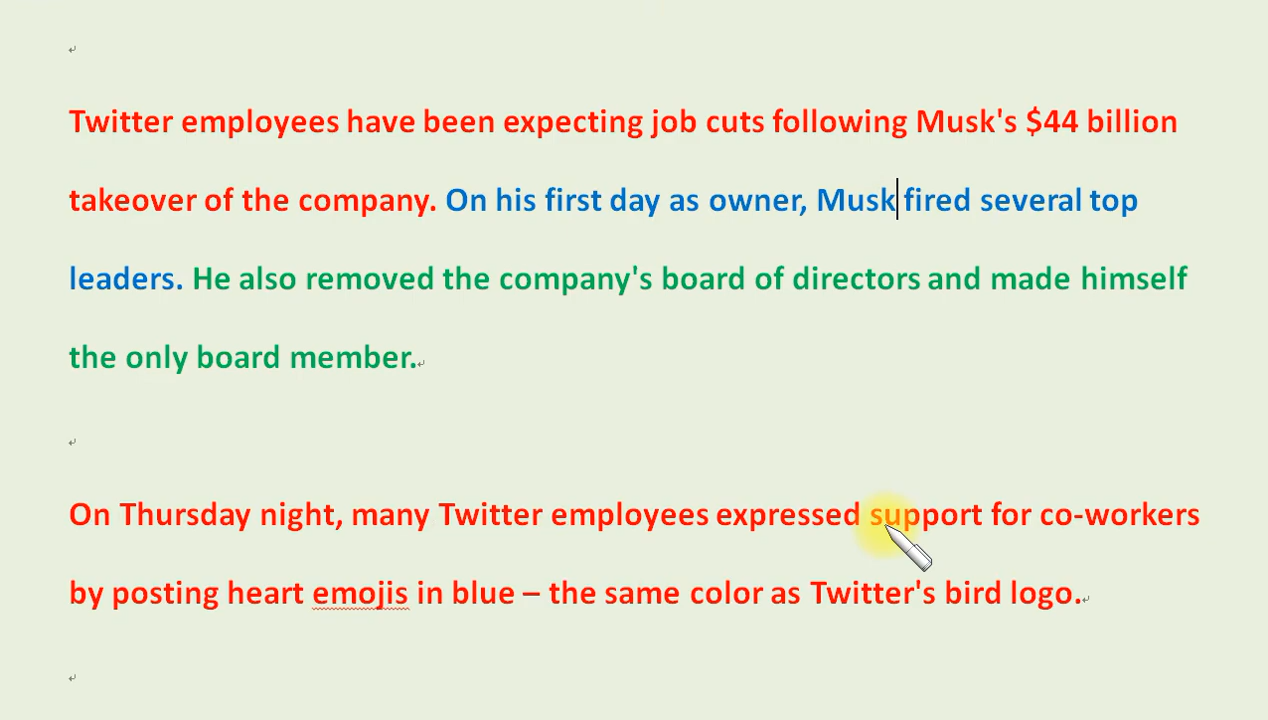 Twitter employees have been expecting job cuts following Musk's $44 billion
takeover of the company. On his first day as owner, Musk fired several top
leaders. He also removed the company's board of directors and made himself
the only board member.
On Thursday night, many Twitter employees expressed support for co-workers
by posting heart emojis in blue – the same color as Twitter's bird logo.